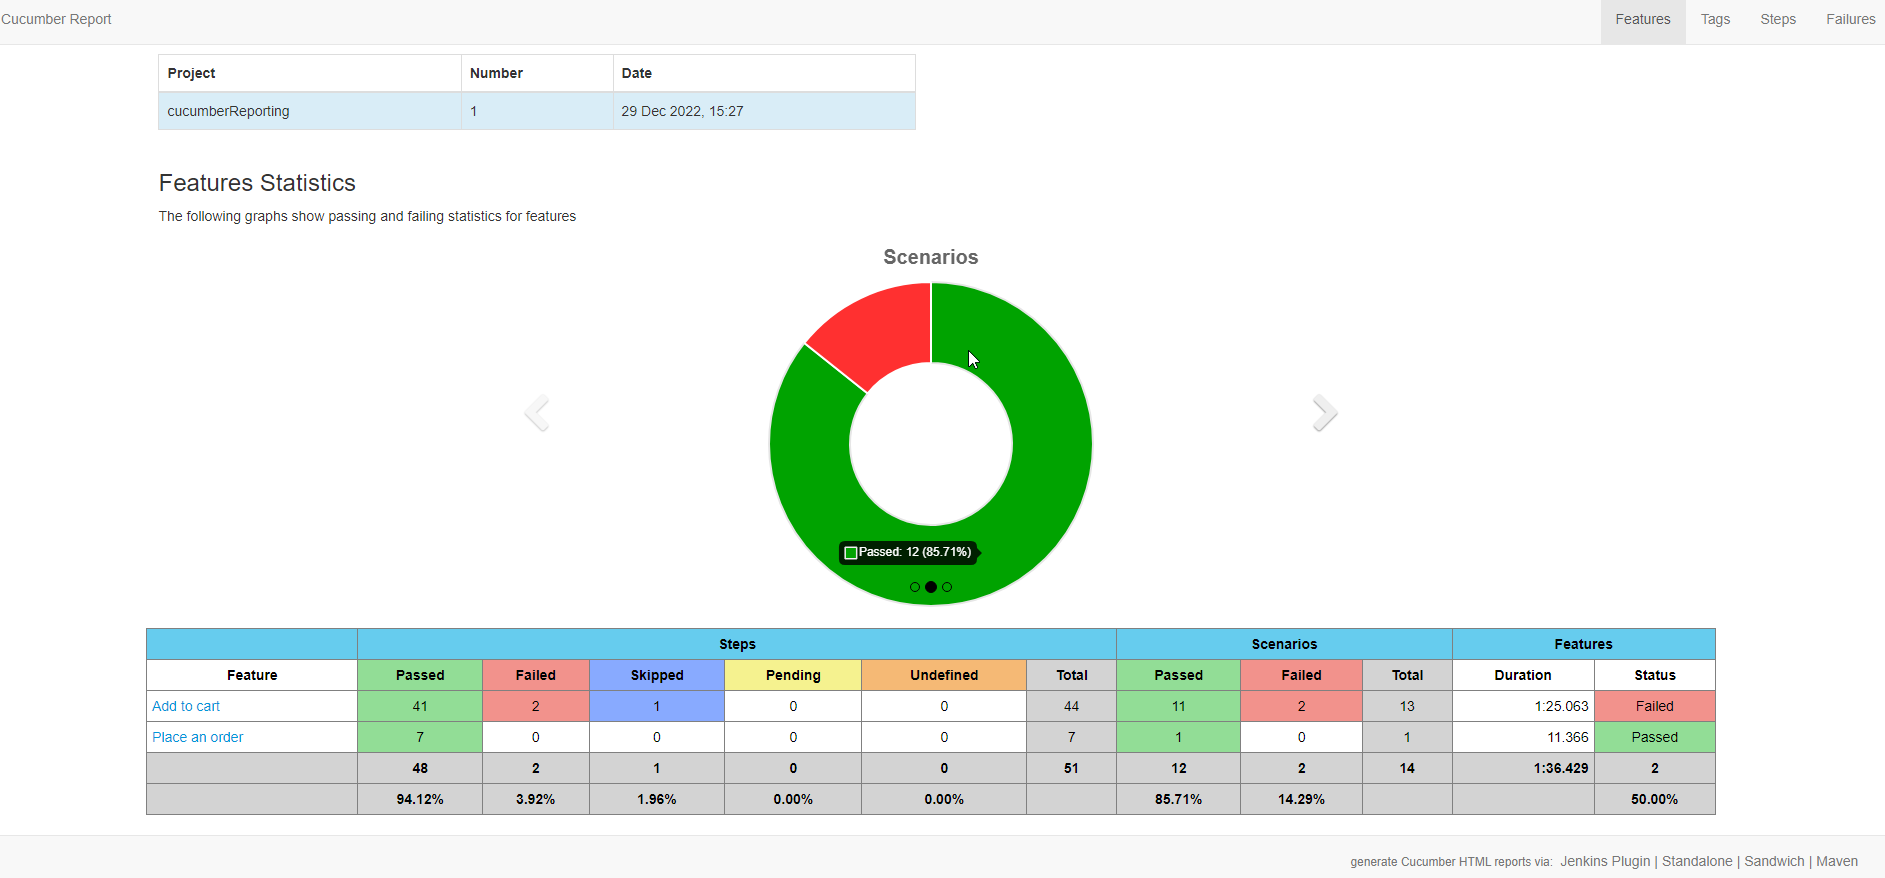 Cucumber Report Features Tags Steps Failures
Project Number Date
cucumberReporting 1 29 Dec 2022, 15:27
Features Statistics
The following graphs show passing and failing statistics for features
Scenarios
Passed: 12 (85.71%)
Steps Scenarios Features
Feature Passed Failed Skipped Pending Undefined Total Passed Failed Total Duration Status
Add to cart 41 2 1 0 0 44 11 2 13 1:25.063 Failed
Place an order 7 0 0 0 0 7 1 0 1 11.366 Passed
48 2 1 0 0 51 12 2 14 1:36.429 2
94.12% 3.92% 1.96% 0.00% 0.00% 85.71% 14.29% 50.00%
generate Cucumber HTML reports via: Jenkins Plugin | Standalone | Sandwich | Maven